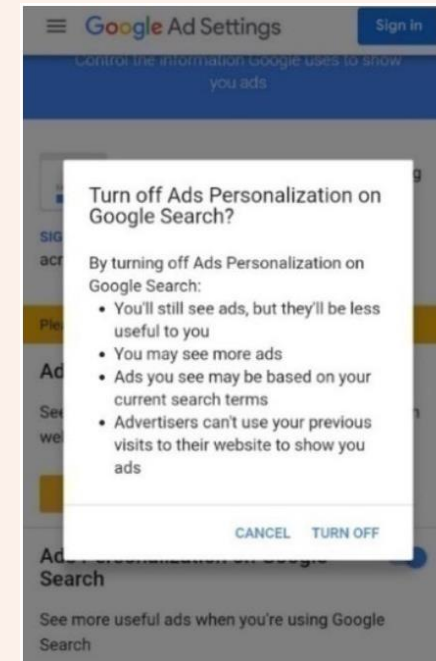 Google Ad Settings
Sign in
Control the information Google uses to show
you ads
Turn off Ads Personalization on
Google Search?
By turning off Ads Personalization on
Google Search:
• You'll still see ads, but they'll be less
useful to you
• You may see more ads
• Ads you see may be based on your
current search terms
• Advertisers can't use your previous
visits to their website to show you
ads
CANCEL TURN OFF
Search
See more useful ads when you're using Google
Search